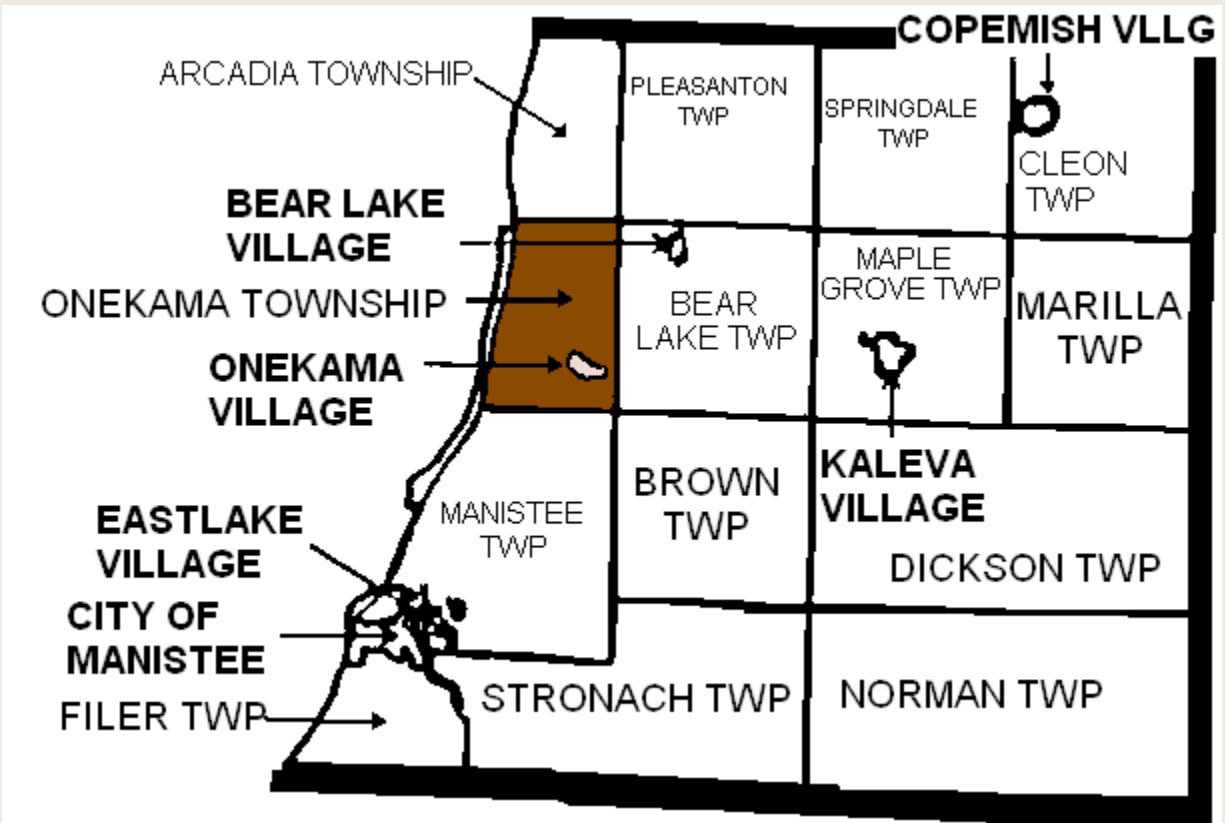 COPEMISH VLLG
ARCADIA TOWNSHIP
PLEASANTON
TWP
SPRINGDALE
TWP
CLEON
TWP
BEAR LAKE
VILLAGE
ONEKAMA TOWNSHIP
ONEKAMA
VILLAGE
BEAR
LAKE TWP
MAPLE
GROVE TWP
MARILLA
TWP
EASTLAKE
VILLAGE
CITY OF
MANISTEE
FILER TWP
MANISTEE
TWP
BROWN
TWP
KALEVA
VILLAGE
DICKSON TWP
STRONACH TWP
NORMAN TWP